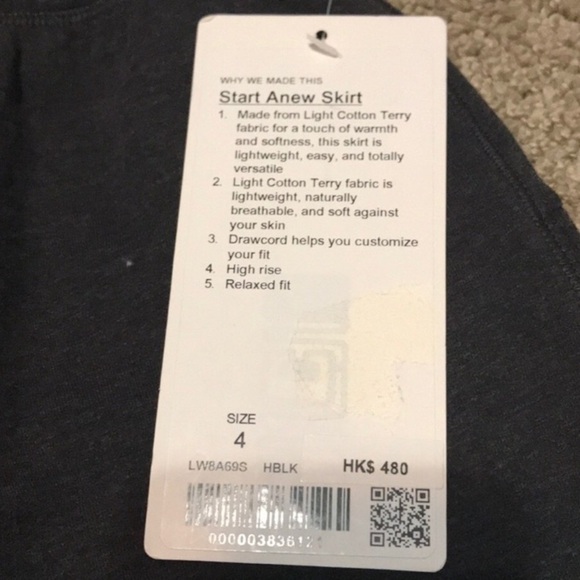 WHY WE MADE THIS
Start Anew Skirt
1. Made from Light Cotton Terry
fabric for a touch of warmth
and softness, this skirt is
lightweight, easy, and totally
versatile
2. Light Cotton Terry fabric is
lightweight, naturally
breathable, and soft against
your skin
3. Drawcord helps you customize
your fit
4. High rise
5. Relaxed fit
SIZE
4
LW8A69S HBLK HK$ 480